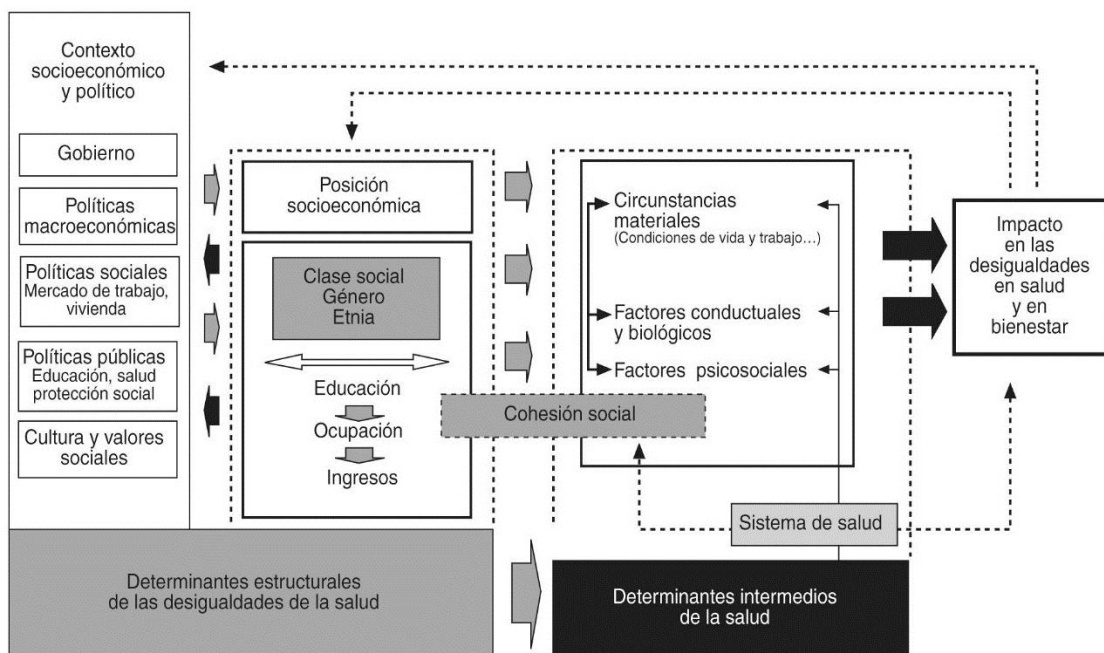 Contexto
socioeconómico
y político
Gobierno
Políticas
macroeconómicas
Políticas sociales
Mercado de trabajo,
vivienda
Políticas públicas
Educación, salud
protección social
Cultura y valores
sociales
Posición
socioeconómica
Clase social
Género
Etnia
Educación
Ocupación
Ingresos
Cohesión social
Circunstancias
materiales
(Condiciones de vida y trabajo...)
Factores conductuales
y biológicos
Factores psicosociales
Sistema de salud
Impacto
en las
desigualdades
en salud
y en
bienestar
Determinantes estructurales
de las desigualdades de la salud
Determinantes intermedios
de la salud